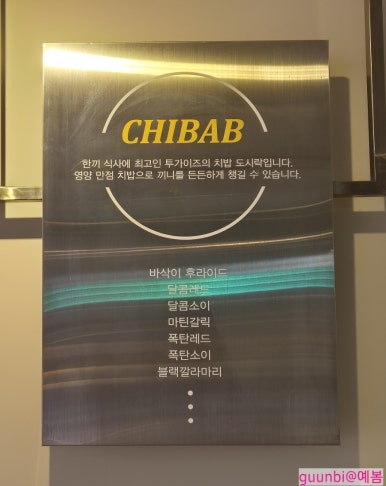 CHIBAB
한끼 식사에 최고인 투가이즈의 치밥 도시락입니다.
영양 만점 치밥으로 끼니를 든든하게 챙길 수 있습니다.
바삭이 후라이드
달콤레드
달콤소이
마틴갈릭
폭탄레드
폭탄소이
블랙깔라마리
guunbi@예봄